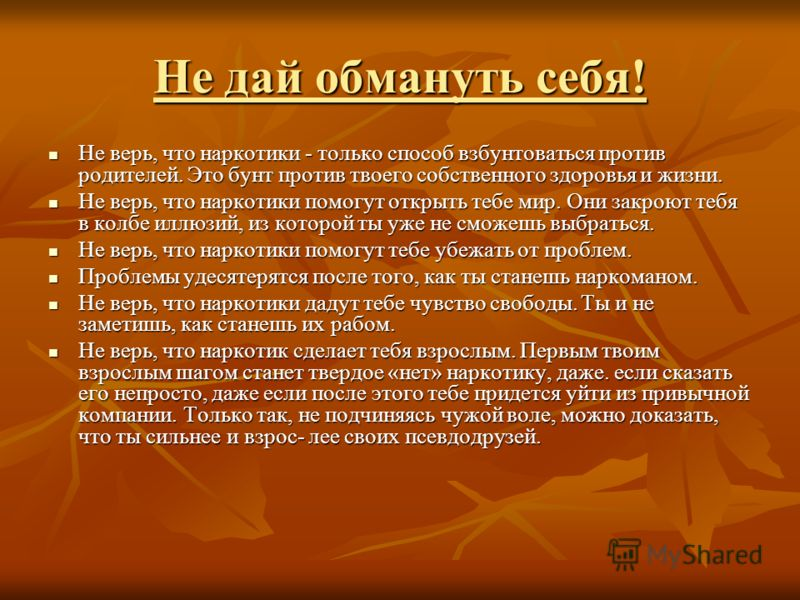 Не дай обмануть себя!
Не верь, что наркотики - только способ взбунтоваться против
родителей. Это бунт против твоего собственного здоровья и жизни.
Не верь, что наркотики помогут открыть тебе мир. Они закроют тебя
в колбе иллюзий, из которой ты уже не сможешь выбраться.
Не верь, что наркотики помогут тебе убежать от проблем.
Проблемы удесятерятся после того, как ты станешь наркоманом.
Не верь, что наркотики дадут тебе чувство свободы. Ты и не
заметишь, как станешь их рабом.
Не верь, что наркотик сделает тебя взрослым. Первым твоим
взрослым шагом станет твердое «нет» наркотику, даже. если сказать
его непросто, даже если после этого тебе придется уйти из привычной
компании. Только так, не подчиняясь чужой воле, можно доказать,
что ты сильнее и взрос- лее своих псевдодрузей.
MyShared